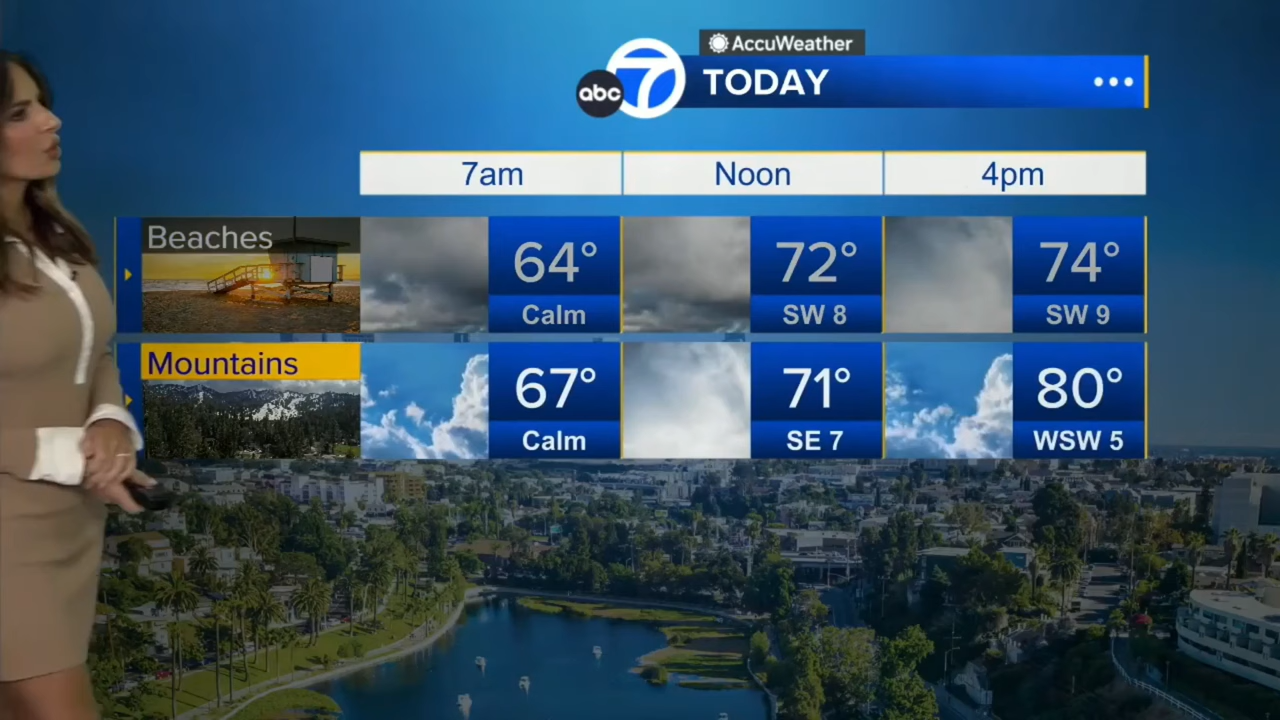 AccuWeather
abc 7 TODAY
7am Noon 4pm
Beaches 64° 72° 74°
Calm SW 8 SW 9
Mountains 67° 71° 80°
Calm SE 7 WSW 5